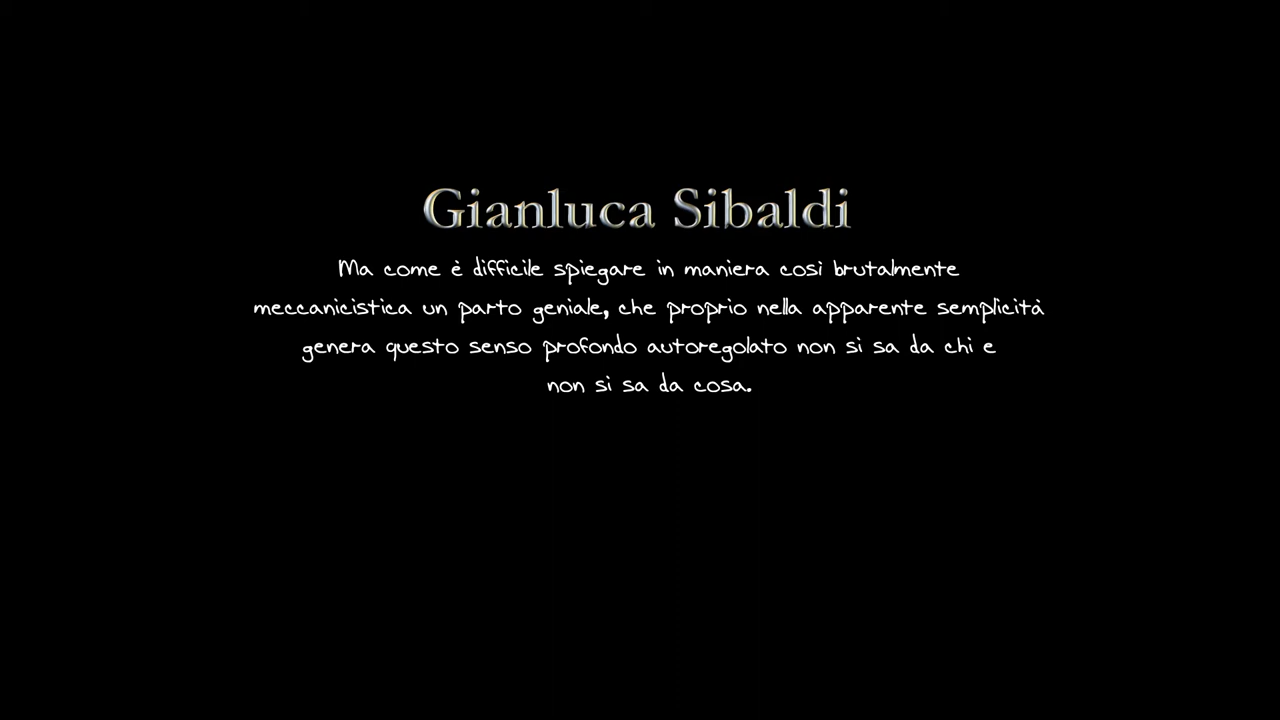 Gianluca Sibaldi
Ma come è difficile spiegare in maniera così brutalmente
meccanicistica un parto geniale, che proprio nella apparente semplicità
genera questo senso profondo autoregolato non si sa da chi e
non si sa da cosa.